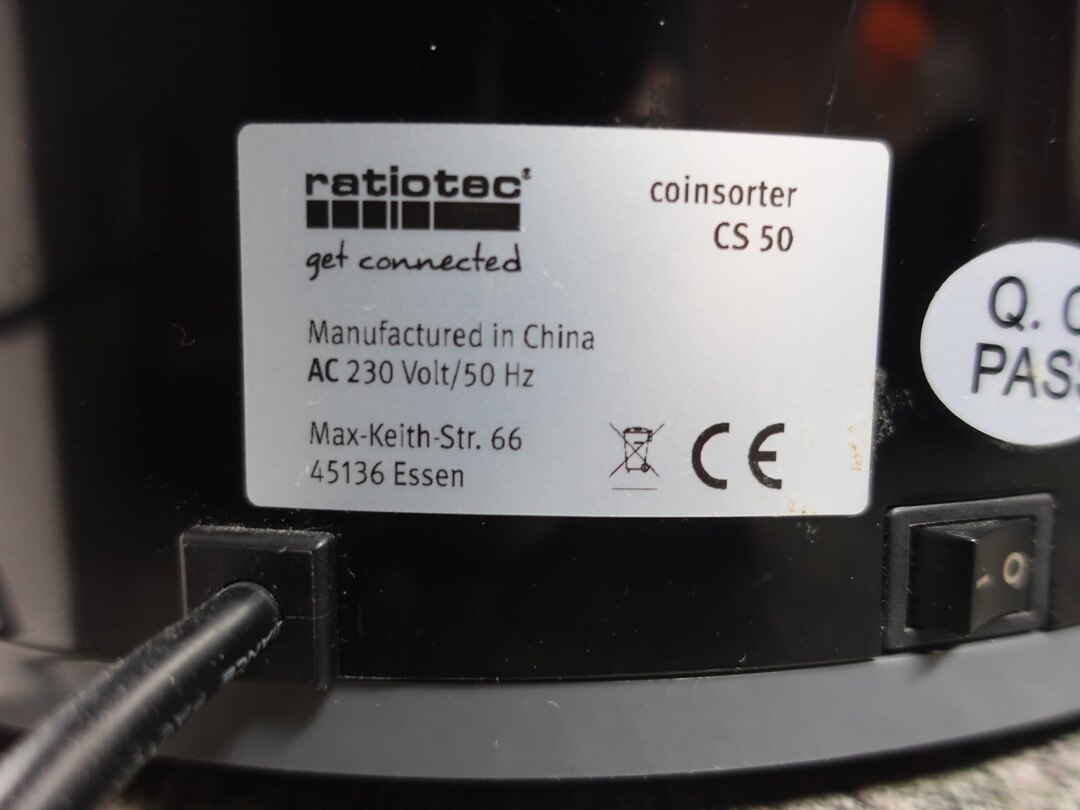 ratiotec®
get connected
coinsorter
CS 50
Manufactured in China
AC 230 Volt/50 Hz
Max-Keith-Str. 66
45136 Essen
CE
Q.
PASS